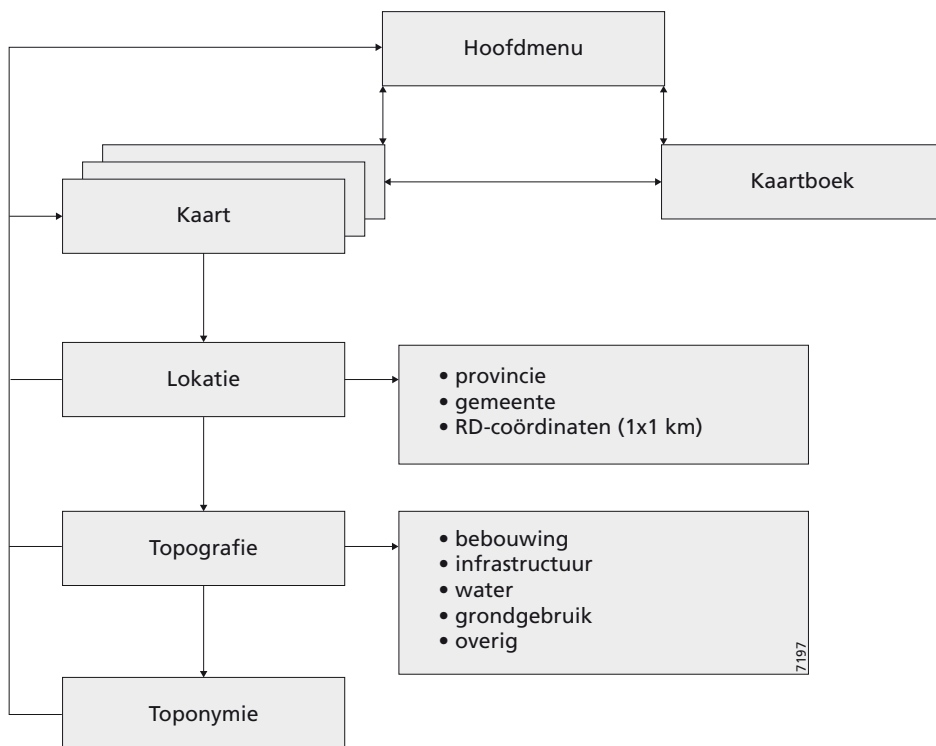 Hoofdmenu
Kaart
Kaartboek
Lokatie
• provincie
• gemeente
• RD-coördinaten (1x1 km)
Topografie
• bebouwing
• infrastructuur
• water
• grondgebruik
• overig
7197
Toponymie